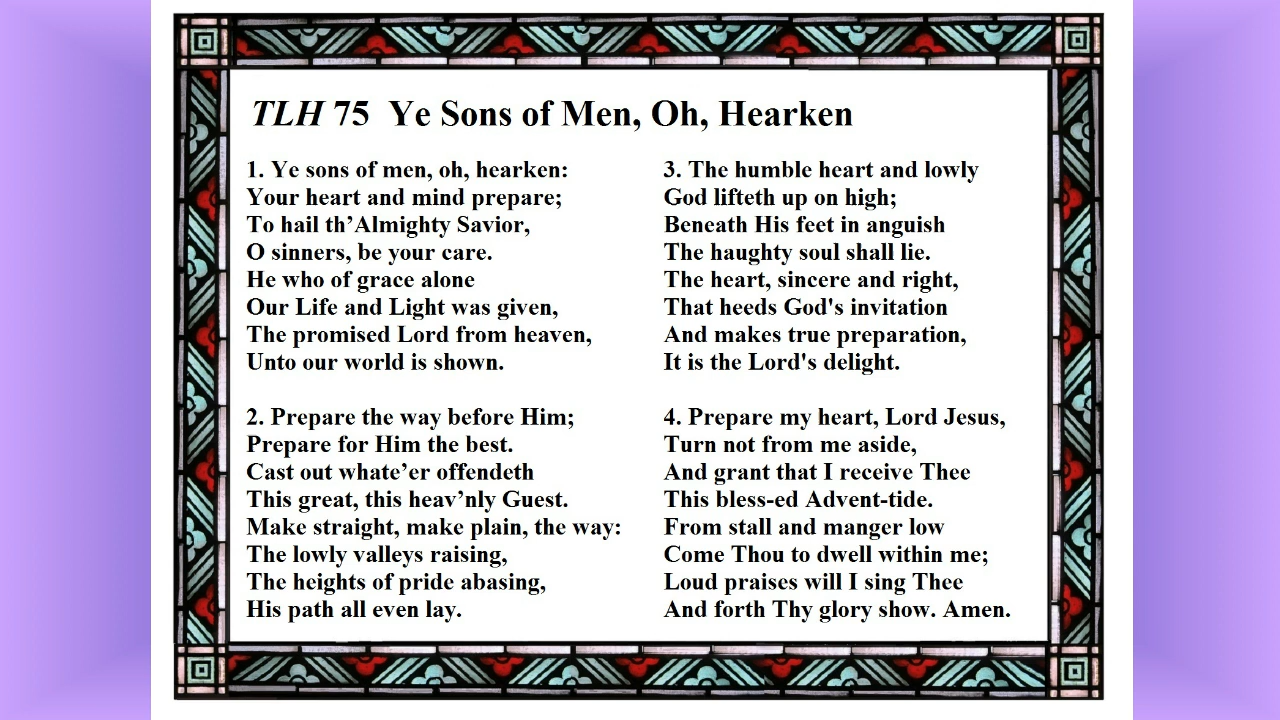 TLH 75 Ye Sons of Men, Oh, Hearken
1. Ye sons of men, oh, hearken:
Your heart and mind prepare;
To hail th’Almighty Savior,
O sinners, be your care.
He who of grace alone
Our Life and Light was given,
The promised Lord from heaven,
Unto our world is shown.
2. Prepare the way before Him;
Prepare for Him the best.
Cast out whate’er offendeth
This great, this heav’nly Guest.
Make straight, make plain, the way:
The lowly valleys raising,
The heights of pride abasing,
His path all even lay.
3. The humble heart and lowly
God lifteth up on high;
Beneath His feet in anguish
The haughty soul shall lie.
The heart, sincere and right,
That heeds God's invitation
And makes true preparation,
It is the Lord's delight.
4. Prepare my heart, Lord Jesus,
Turn not from me aside,
And grant that I receive Thee
This bless-ed Advent-tide.
From stall and manger low
Come Thou to dwell within me;
Loud praises will I sing Thee
And forth Thy glory show. Amen.